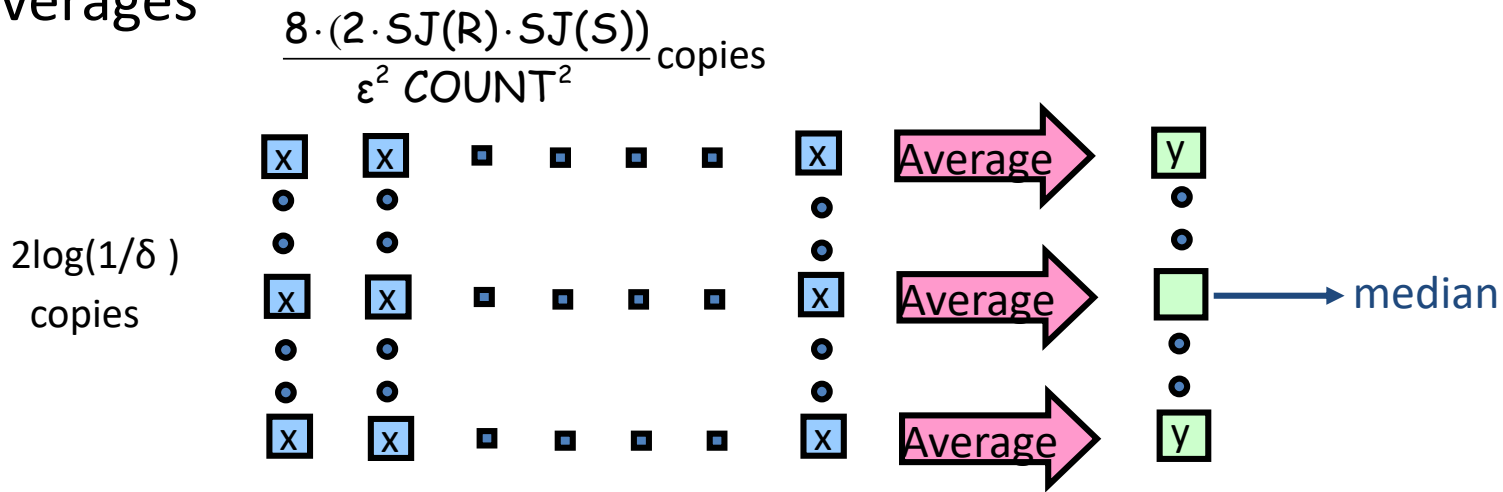 verages
8·(2·SJ(R)·SJ(S))
ε² COUNT²
copies
x x x Average y
2log(1/δ )
copies
x x x Average
median
x x x Average y